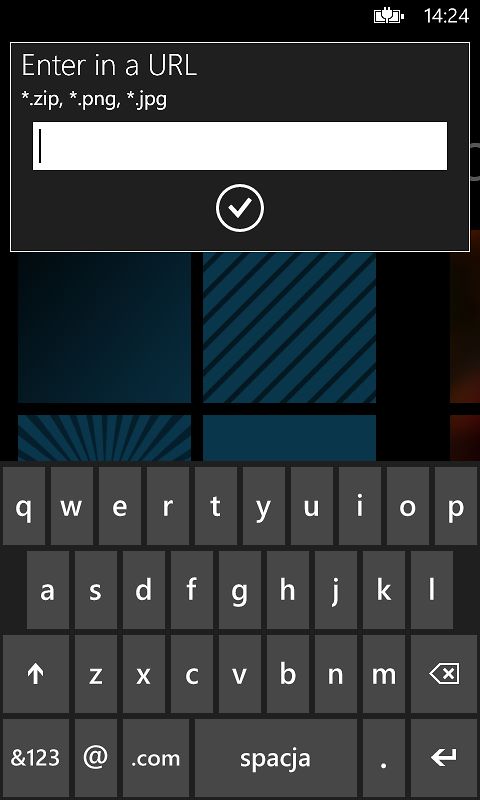 14:24
Enter in a URL
*.zip, *.png, *.jpg
q w e r t y u i o p
a s d f g h j k l
z x c v b n m
&123 @ .com spacja .